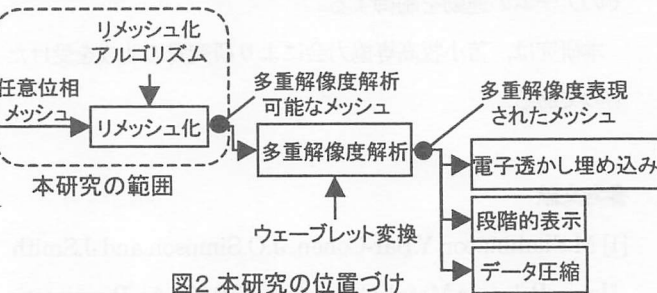 リメッシュ化
アルゴリズム
任意位相
メッシュ
リメッシュ化
本研究の範囲
多重解像度解析
可能なメッシュ
多重解像度解析
ウェーブレット変換
多重解像度表現
されたメッシュ
電子透かし埋め込み
段階的表示
データ圧縮
図2 本研究の位置づけ